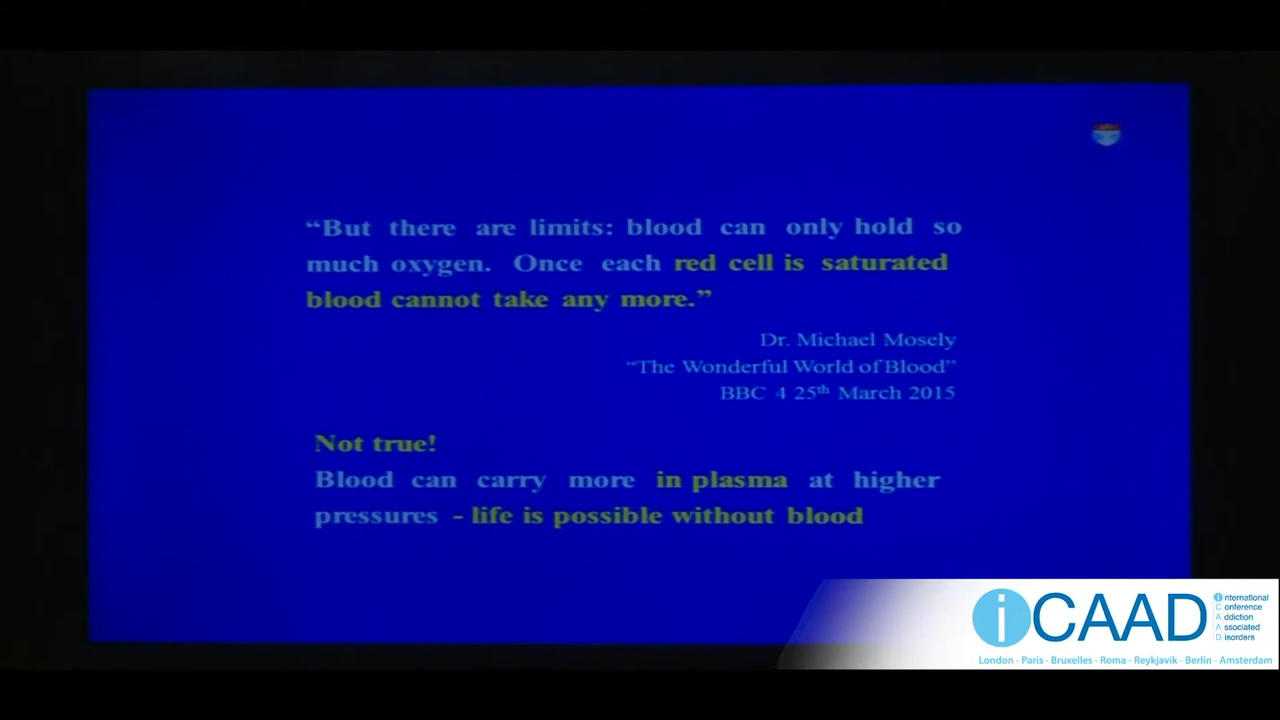 “But there are limits: blood can only hold so
much oxygen. Once each red cell is saturated
blood cannot take any more.”
Dr. Michael Mosely
“The Wonderful World of Blood”
BBC 4 25th March 2015
Not true!
Blood can carry more in plasma at higher
pressures - life is possible without blood
iCAAD
international
Conference
Addiction
Associated
Disorders
London - Paris - Bruxelles - Roma - Reykjavik - Berlin - Amsterdam